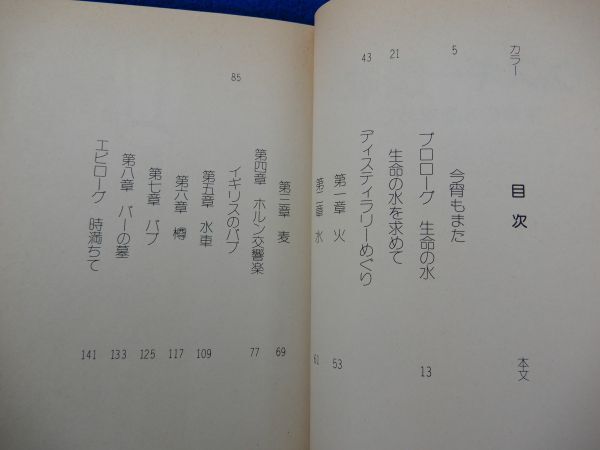 目次
カラー
本文
5 今宵もまた
プロローグ 生命の水 13
21 生命の水を求めて
43 ディスティラリーめぐり
第一章 火 53
第二章 水 61
第三章 麦 69
第四章 ホルン交響楽 77
85 イギリスのパブ
第五章 水車 109
第六章 樽 117
第七章 パブ 125
第八章 バーの墓 133
エピローグ 時満ちて 141